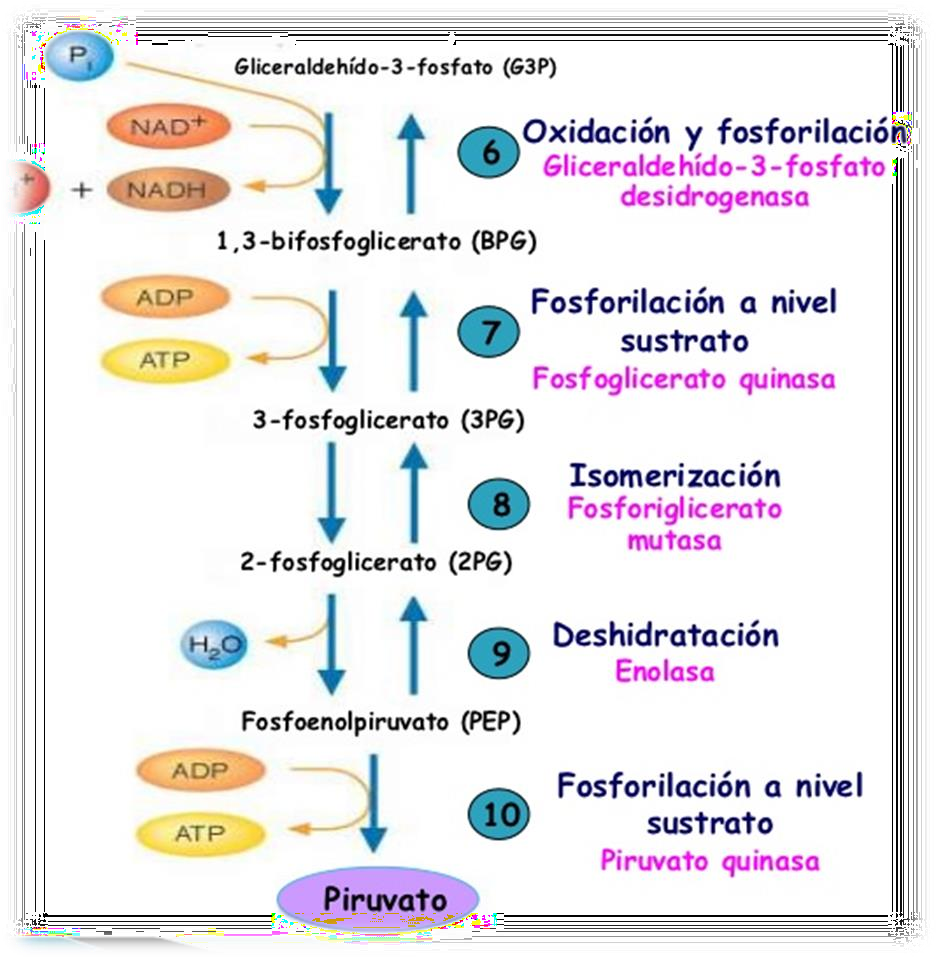 Pi
Gliceraldehído-3-fosfato (G3P)
NAD+
+ + NADH
6
Oxidación y fosforilación
Gliceraldehído-3-fosfato
desidrogenasa
1,3-bifosfoglicerato (BPG)
ADP
ATP
7
Fosforilación a nivel
sustrato
Fosfoglicerato quinasa
3-fosfoglicerato (3PG)
8
Isomerización
Fosforiglicerato
mutasa
2-fosfoglicerato (2PG)
H2O
9
Deshidratación
Enolasa
Fosfoenolpiruvato (PEP)
ADP
ATP
10
Fosforilación a nivel
sustrato
Piruvato quinasa
Piruvato